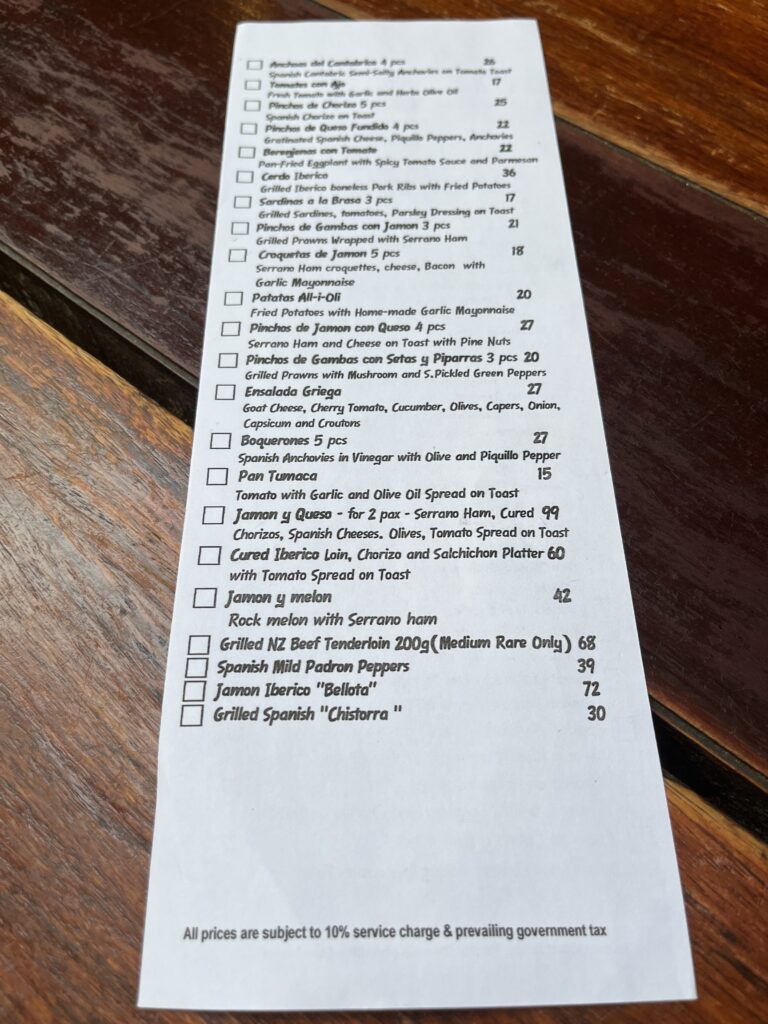 Anchoas del Cantabrico 4 pcs 26
Spanish Cantabric Semi-Salty Anchovies on Tomato Toast
Tomates con Ajo 17
Fresh Tomato with Garlic and Herbs Olive Oil
Pinchos de Chorizo 5 pcs 25
Spanish Chorizo on Toast
Pinchos de Queso Fundido 4 pcs 22
Gratinated Spanish Cheese, Piquillo Peppers, Anchovies
Berenjenas con Tomate 22
Pan-Fried Eggplant with Spicy Tomato Sauce and Parmesan
Cerdo Iberico 36
Grilled Iberico boneless Pork Ribs with Fried Potatoes
Sardinas a la Brasa 3 pcs 17
Grilled Sardines, tomatoes, Parsley Dressing on Toast
Pinchos de Gambas con Jamon 3 pcs 21
Grilled Prawns Wrapped with Serrano Ham
Croquetas de Jamon 5 pcs 18
Serrano Ham croquettes, cheese, Bacon with
Garlic Mayonnaise
Patatas All-i-Oli 20
Fried Potatoes with Home-made Garlic Mayonnaise
Pinchos de Jamon con Queso 4 pcs 27
Serrano Ham and Cheese on Toast with Pine Nuts
Pinchos de Gambas con Setas y Piparras 3 pcs 20
Grilled Prawns with Mushroom and S.Pickled Green Peppers
Ensalada Griega 27
Goat Cheese, Cherry Tomato, Cucumber, Olives, Capers, Onion,
Capsicum and Croutons
Boquerones 5 pcs 27
Spanish Anchovies in Vinegar with Olive and Piquillo Pepper
Pan Tumaca 15
Tomato with Garlic and Olive Oil Spread on Toast
Jamon y Queso - for 2 pax - Serrano Ham, Cured 99
Chorizos, Spanish Cheeses. Olives, Tomato Spread on Toast
Cured Iberico Loin, Chorizo and Salchichon Platter 60
with Tomato Spread on Toast
Jamon y melon 42
Rock melon with Serrano ham
Grilled NZ Beef Tenderloin 200g(Medium Rare Only) 68
Spanish Mild Padron Peppers 39
Jamon Iberico "Bellota" 72
Grilled Spanish "Chistorra " 30
All prices are subject to 10% service charge & prevailing government tax